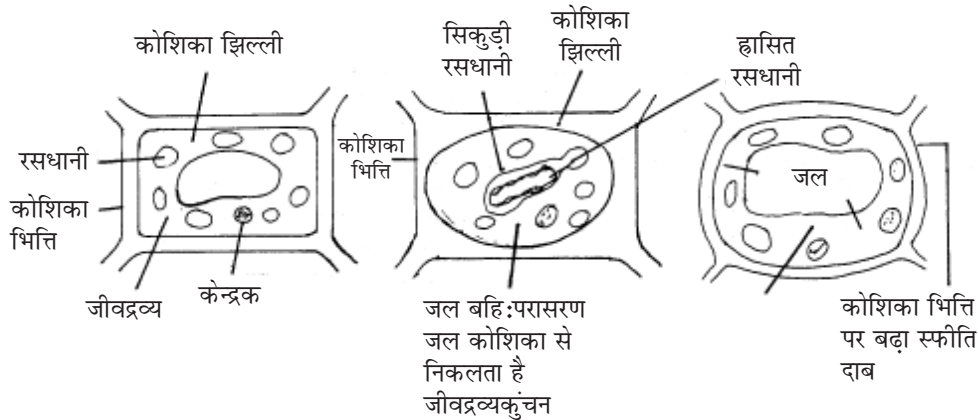 कोशिका झिल्ली
रसधानी
कोशिका
भित्ति
जीवद्रव्य
केन्द्रक
सिकुड़ी
रसधानी
कोशिका
झिल्ली
ह्रासित
रसधानी
कोशिका
भित्ति
जल बहि:परासरण
जल कोशिका से
निकलता है
जीवद्रव्यकुंचन
जल
कोशिका भित्ति
पर बढ़ा स्फीति
दाब